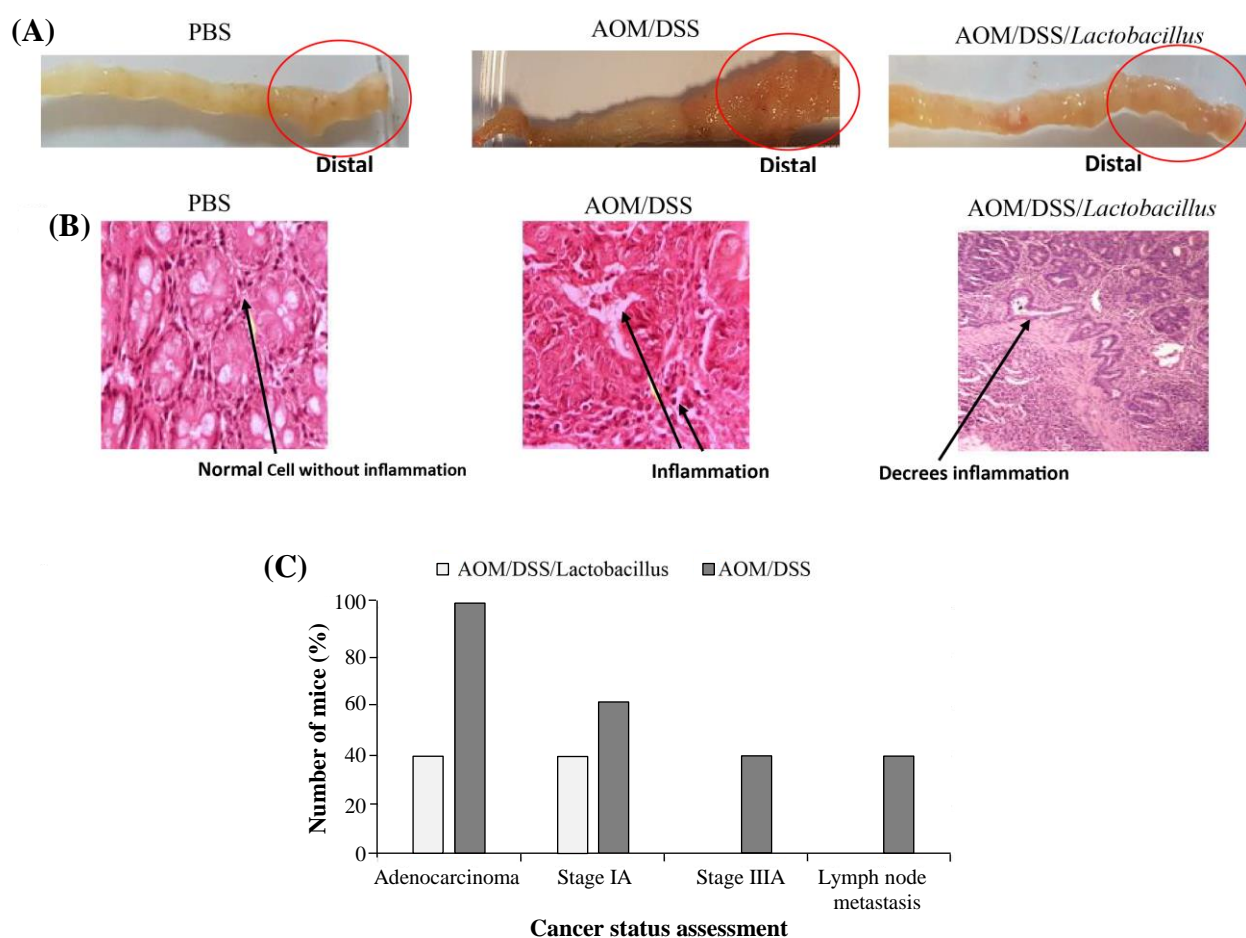 (A)
PBS
AOM/DSS
AOM/DSS/Lactobacillus
Distal
Distal
Distal
(B)
PBS
AOM/DSS
AOM/DSS/Lactobacillus
Normal Cell without inflammation
Inflammation
Decrees inflammation
(C)
AOM/DSS/Lactobacillus
AOM/DSS
Number of mice (%)
100
80
60
40
20
0
Adenocarcinoma
Stage IA
Stage IIIA
Lymph node
metastasis
Cancer status assessment